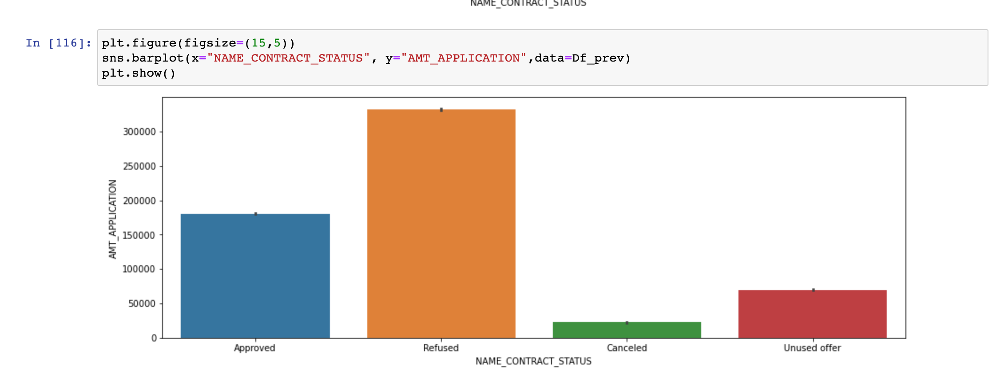 NAME_CONTRACT_STATUS
In [116]: plt.figure(figsize=(15,5))
sns.barplot(x="NAME_CONTRACT_STATUS", y="AMT_APPLICATION",data=Df_prev)
plt.show()
300000
250000
200000
150000
100000
50000
0
AMT_APPLICATION
Approved Refused Canceled Unused offer
NAME_CONTRACT_STATUS